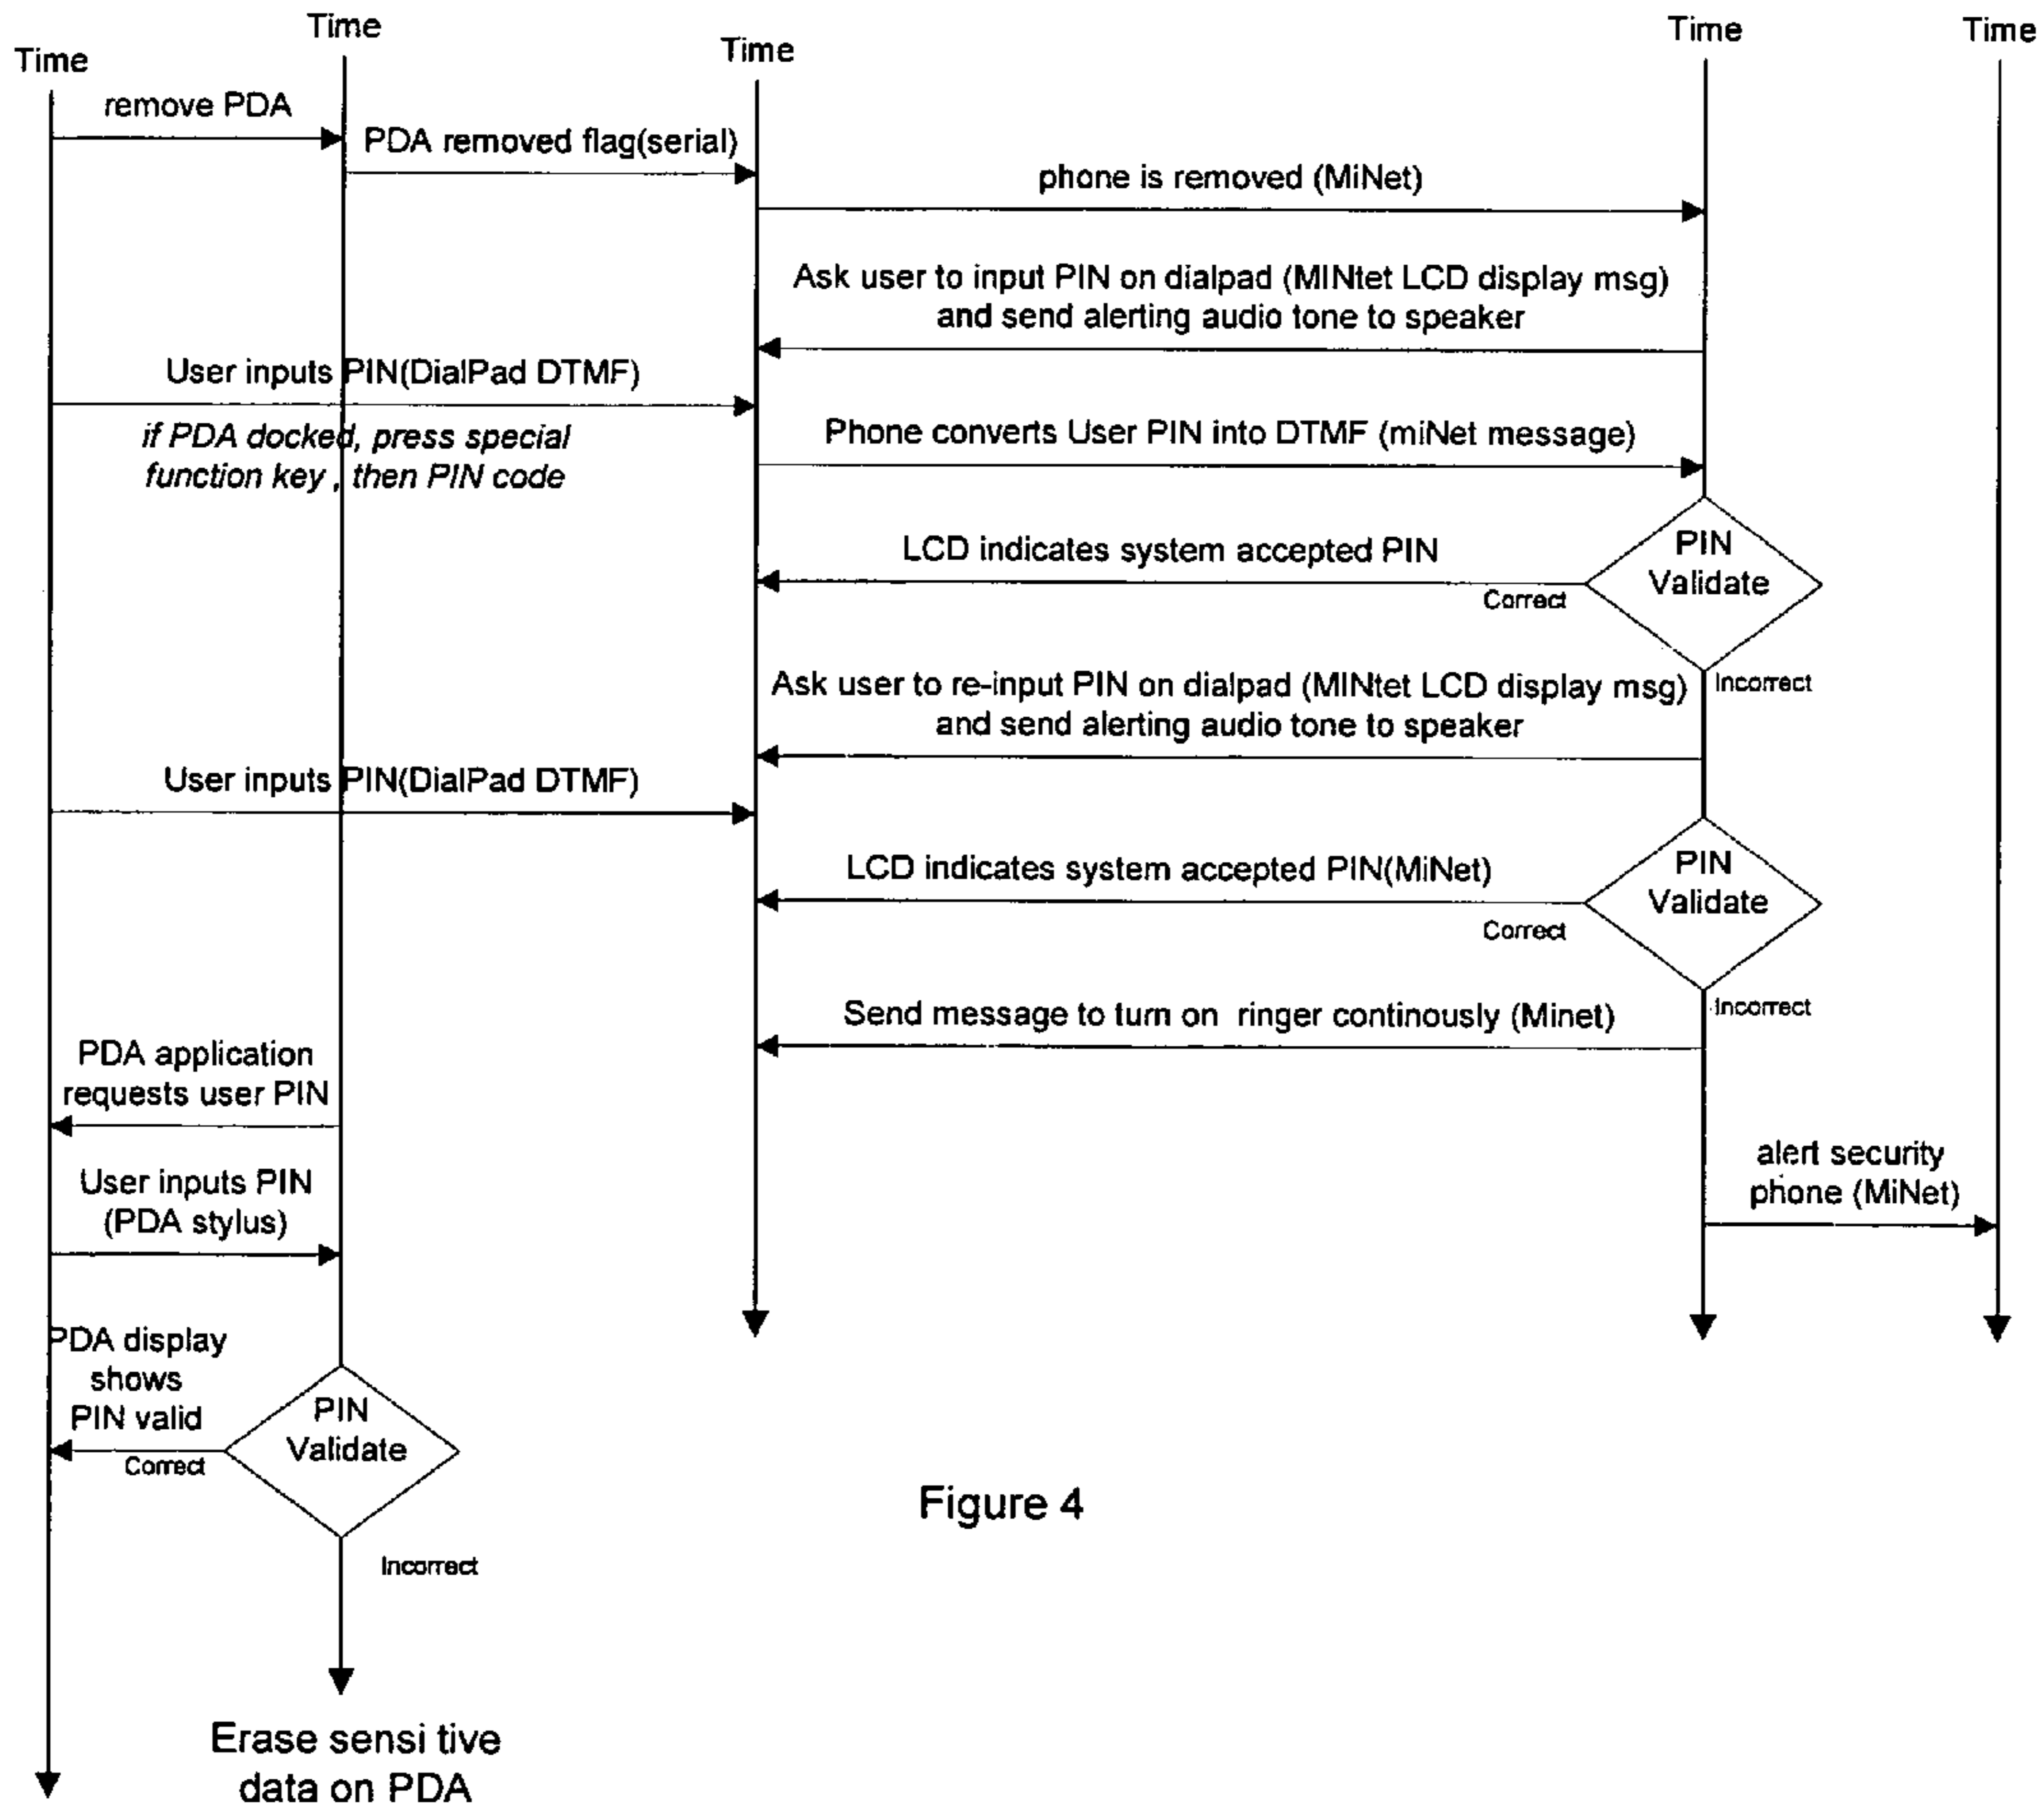 Time
Time
Time
Time
Time
remove PDA
PDA removed flag(serial)
phone is removed (MiNet)
Ask user to input PIN on dialpad (MINtet LCD display msg)
and send alerting audio tone to speaker
User inputs PIN(DialPad DTMF)
if PDA docked, press special
function key , then PIN code
Phone converts User PIN into DTMF (miNet message)
LCD indicates system accepted PIN
Correct
PIN
Validate
Incorrect
Ask user to re-input PIN on dialpad (MINtet LCD display msg)
and send alerting audio tone to speaker
User inputs PIN(DialPad DTMF)
LCD indicates system accepted PIN(MiNet)
Correct
PIN
Validate
Incorrect
Send message to turn on ringer continously (Minet)
PDA application
requests user PIN
alert security
phone (MiNet)
User inputs PIN
(PDA stylus)
PDA display
shows
PIN valid
Correct
PIN
Validate
Incorrect
Figure 4
Erase sensi tive
data on PDA